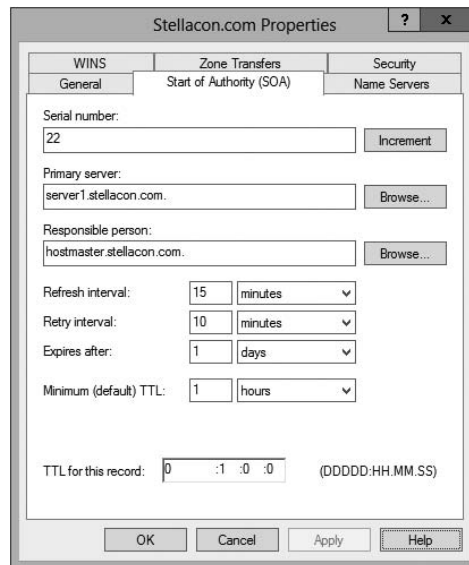 Stellacon.com Properties
? x
WINS Zone Transfers Security
General Start of Authority (SOA) Name Servers
Serial number:
22 Increment
Primary server:
server1.stellacon.com. Browse...
Responsible person:
hostmaster.stellacon.com. Browse...
Refresh interval: 15 minutes
Retry interval: 10 minutes
Expires after: 1 days
Minimum (default) TTL: 1 hours
TTL for this record: 0 :1 :0 :0 (DDDDD:HH.MM.SS)
OK Cancel Apply Help